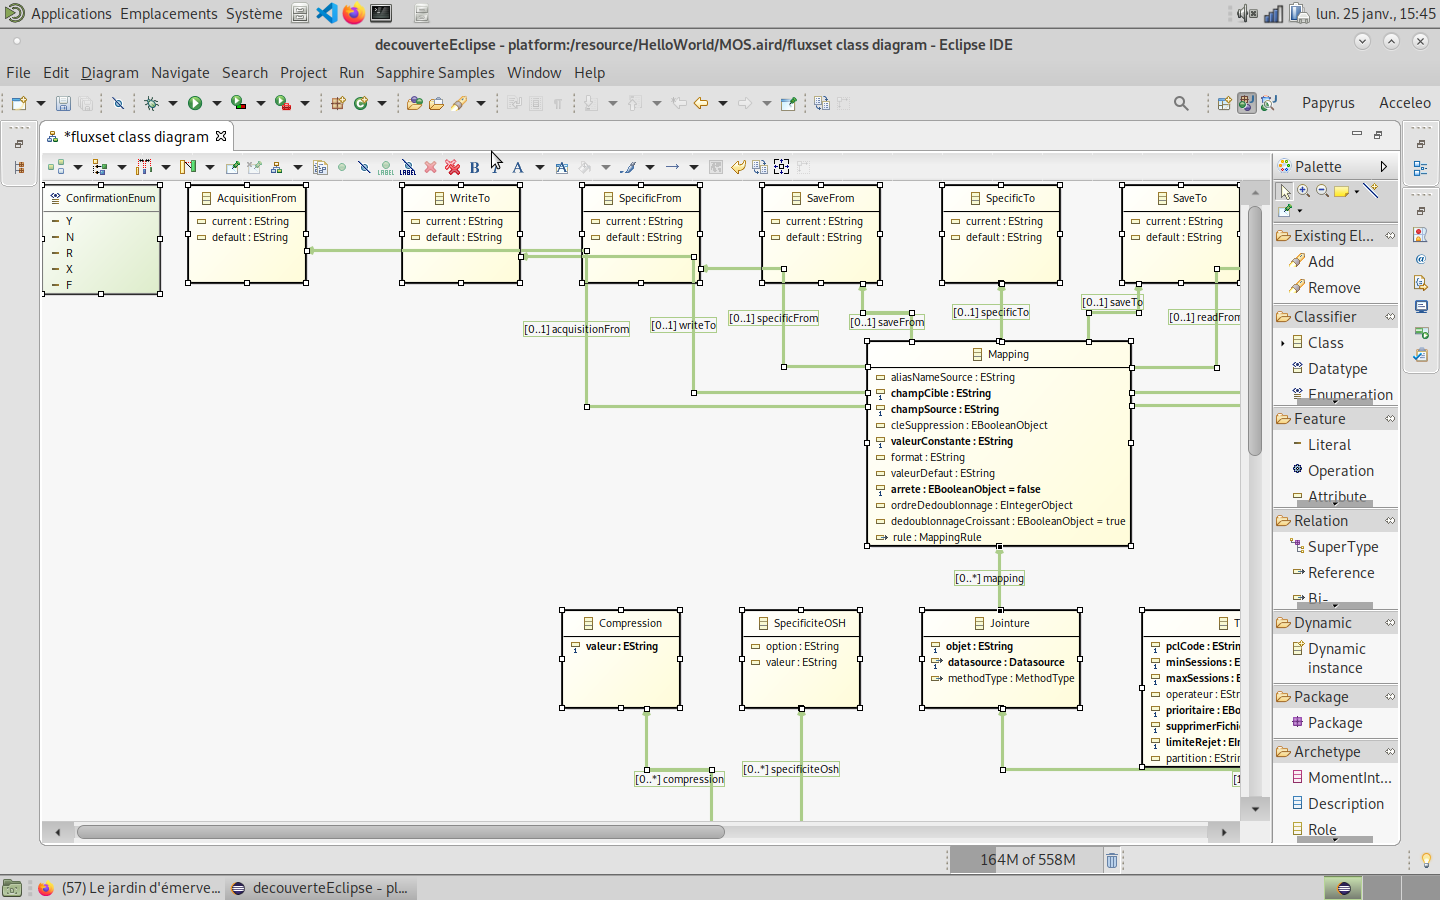 Applications Emplacements Système lun. 25 janv., 15:45
decouverteEclipse - platform:/resource/HelloWorld/MOS.aird/fluxset class diagram - Eclipse IDE
File Edit Diagram Navigate Search Project Run Sapphire Samples Window Help
Papyrus Acceleo
*fluxset class diagram
LABEL LABEL B I A
ConfirmationEnum
Y
N
R
X
F
AcquisitionFrom
current : EString
default : EString
WriteTo
current : EString
default : EString
SpecificFrom
current : EString
default : EString
SaveFrom
current : EString
default : EString
SpecificTo
current : EString
default : EString
SaveTo
current : EString
default : EString
[0..1] acquisitionFrom
[0..1] writeTo
[0..1] specificFrom
[0..1] saveFrom
[0..1] specificTo
[0..1] saveTo
[0..1] readFrom
Mapping
aliasNameSource : EString
champCible : EString
champSource : EString
cleSuppression : EBooleanObject
valeurConstante : EString
format : EString
valeurDefaut : EString
arrete : EBooleanObject = false
ordreDedoublonnage : EIntegerObject
dedoublonnageCroissant : EBooleanObject = true
rule : MappingRule
[0..*] mapping
Compression
valeur : EString
SpecificiteOSH
option : EString
valeur : EString
Jointure
objet : EString
datasource : Datasource
methodType : MethodType
T
pclCode : EStrin
minSessions : E
maxSessions : E
operateur : EStr
prioritaire : EBo
supprimerFichi
limiteRejet : EIn
partition : EStri
[0..*] compression
[0..*] specificiteOsh
[1
Palette
Existing El...
Add
Remove
Classifier
Class
Datatype
Enumeration
Feature
Literal
Operation
Attribute
Relation
SuperType
Reference
Bi-
Dynamic
Dynamic
instance
Package
Package
Archetype
MomentInt...
Description
Role
164M of 558M
(57) Le jardin d'émerve...
decouverteEclipse - pl...